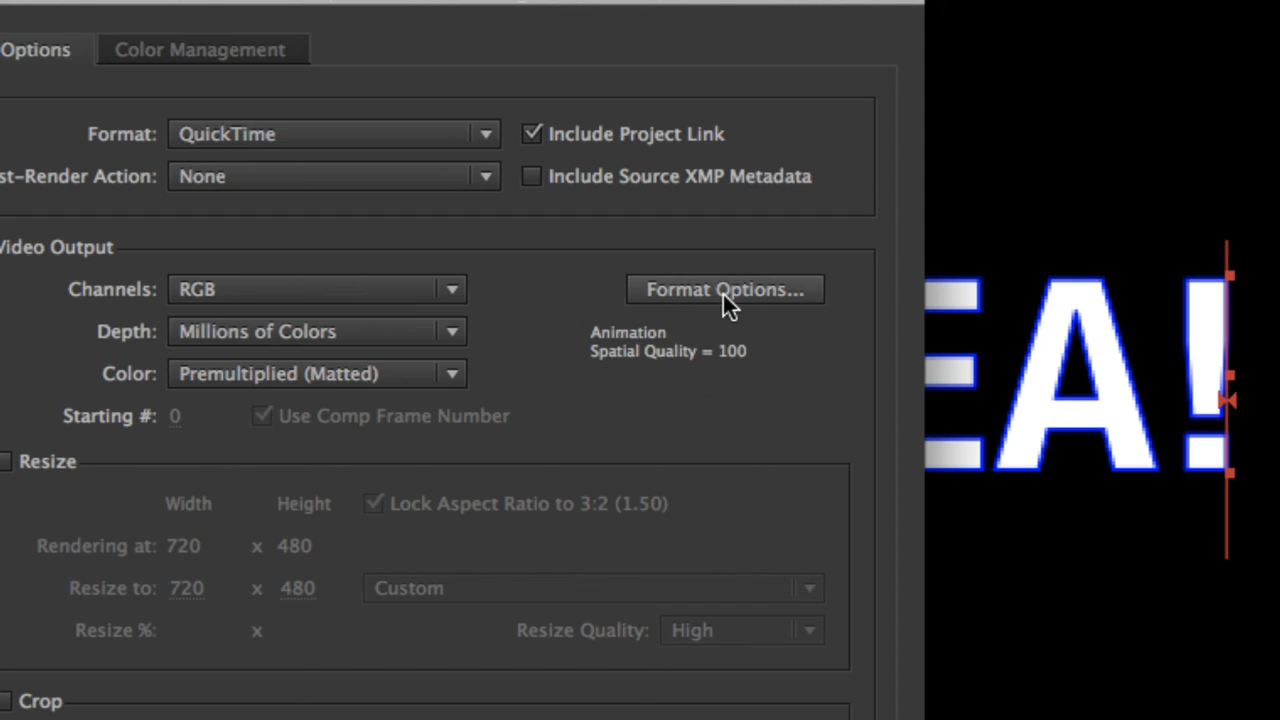 Options Color Management
Format: QuickTime Include Project Link
st-Render Action: None Include Source XMP Metadata
Video Output
Channels: RGB Format Options...
Depth: Millions of Colors Animation
Spatial Quality = 100
Color: Premultiplied (Matted)
Starting #: 0 Use Comp Frame Number
Resize
Width Height Lock Aspect Ratio to 3:2 (1.50)
Rendering at: 720 x 480
Resize to: 720 x 480 Custom
Resize %: x Resize Quality: High
Crop
EA!